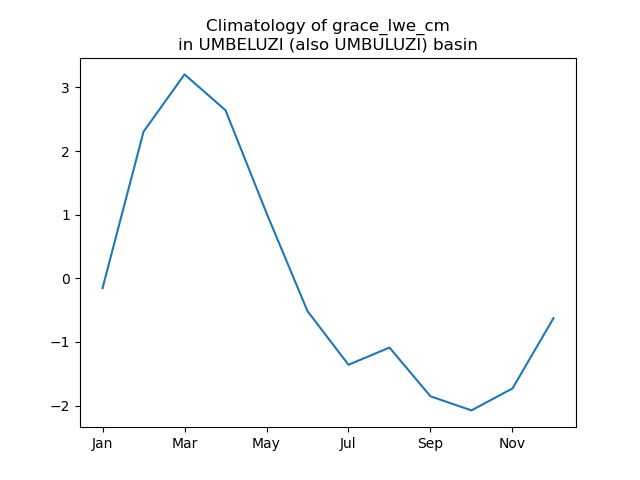 Climatology of grace_lwe_cm
in UMBELUZI (also UMBULUZI) basin
3
2
1
0
−1
−2
Jan Mar May Jul Sep Nov